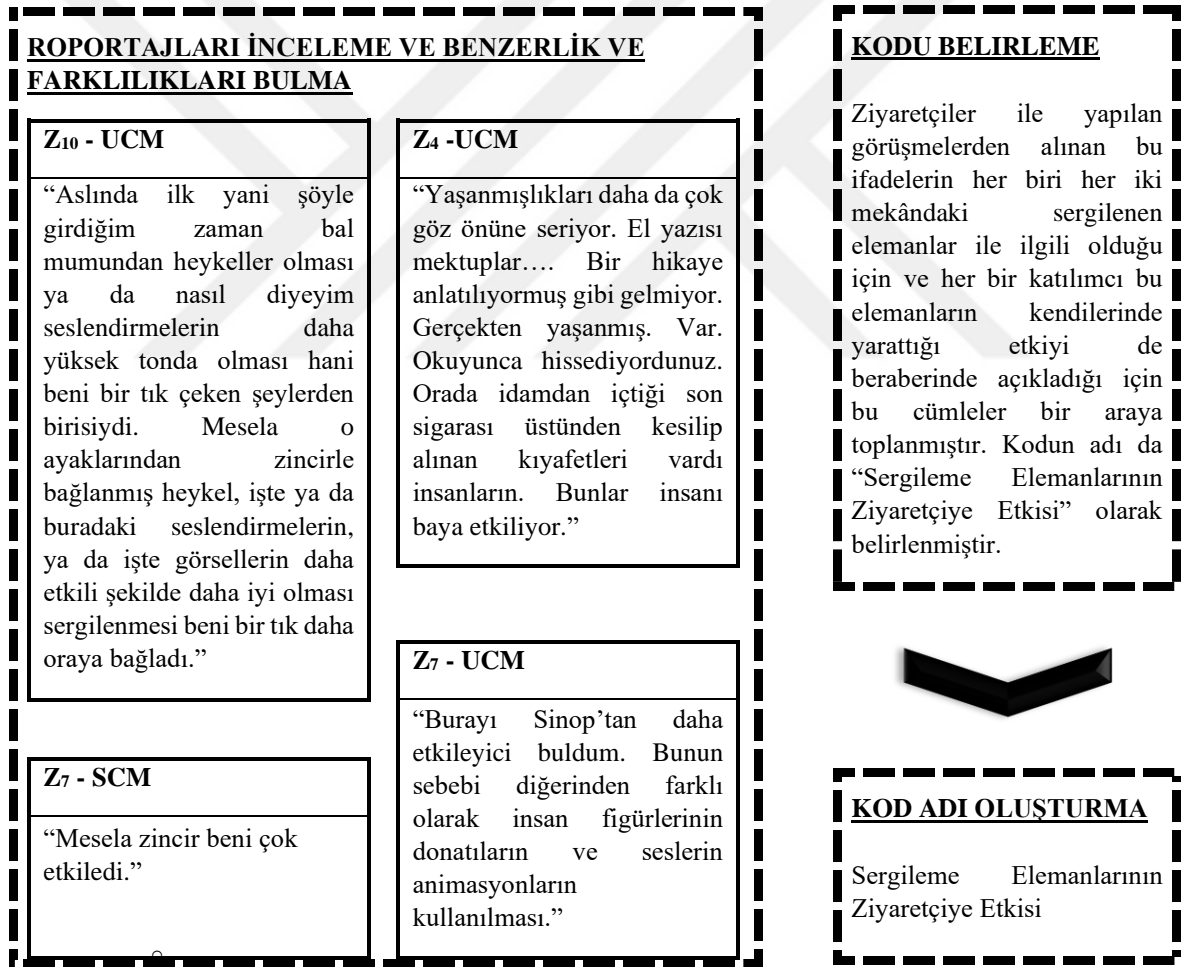 ROPORTAJLARI İNCELEME VE BENZERLİK VE
FARKLILIKLARI BULMA
Z10 - UCM
“Aslında ilk yani şöyle
girdiğim zaman bal
mumundan heykeller olması
ya da nasıl diyeyim
seslendirmelerin daha
yüksek tonda olması hani
beni bir tık çeken şeylerden
birisiydi. Mesela o
ayaklarından zincirle
bağlanmış heykel, işte ya da
buradaki seslendirmelerin,
ya da işte görsellerin daha
etkili şekilde daha iyi olması
sergilenmesi beni bir tık daha
oraya bağladı.”
Z7 - SCM
“Mesela zincir beni çok
etkiledi.”
Z4 -UCM
“Yaşanmışlıkları daha da çok
göz önüne seriyor. El yazısı
mektuplar…. Bir hikaye
anlatılıyormuş gibi gelmiyor.
Gerçekten yaşanmış. Var.
Okuyunca hissediyordunuz.
Orada idamdan içtiği son
sigarası üstünden kesilip
alınan kıyafetleri vardı
insanların. Bunlar insanı
baya etkiliyor.”
Z7 - UCM
“Burayı Sinop’tan daha
etkileyici buldum. Bunun
sebebi diğerinden farklı
olarak insan figürlerinin
donatıların ve seslerin
animasyonların
kullanılması.”
KODU BELIRLEME
Ziyaretçiler ile yapılan
görüşmelerden alınan bu
ifadelerin her biri her iki
mekândaki sergilenen
elemanlar ile ilgili olduğu
için ve her bir katılımcı bu
elemanların kendilerinde
yarattığı etkiyi de
beraberinde açıkladığı için
bu cümleler bir araya
toplanmıştır. Kodun adı da
“Sergileme Elemanlarının
Ziyaretçiye Etkisi” olarak
belirlenmiştir.
KOD ADI OLUŞTURMA
Sergileme Elemanlarının
Ziyaretçiye Etkisi